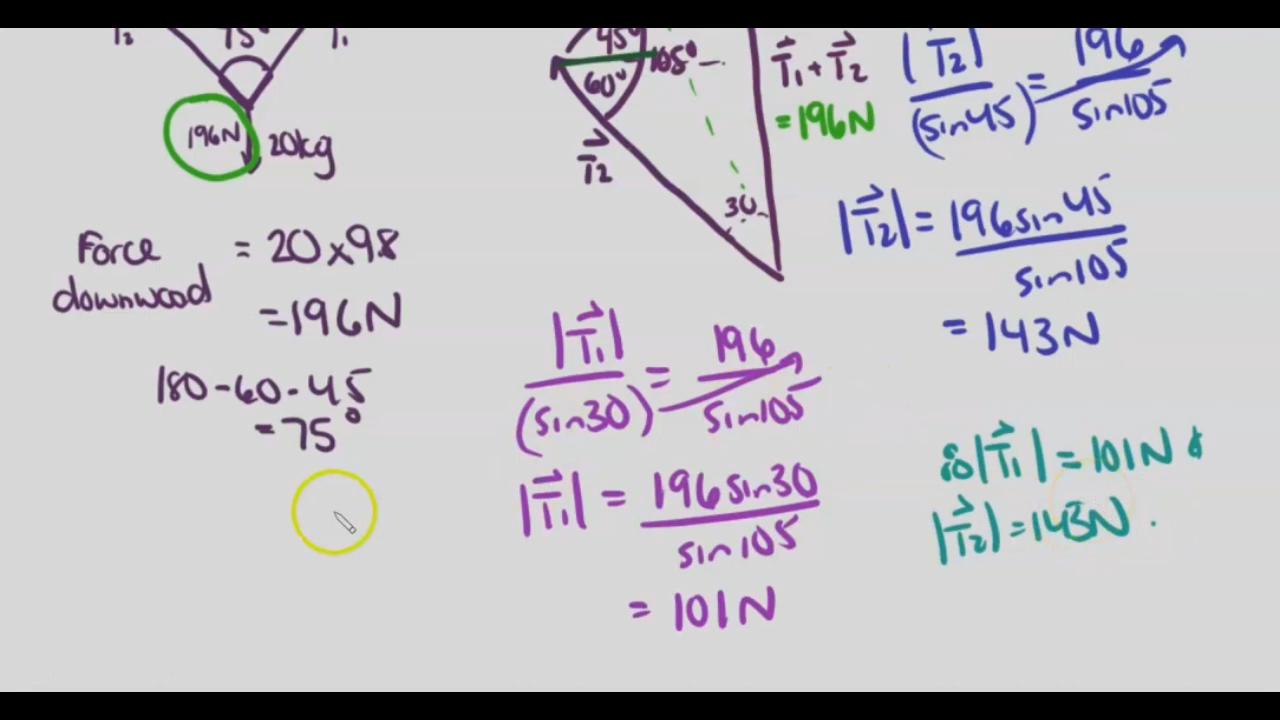 T₂ 75° T₁
196N 20kg
Force = 20x9.8
downwood
=196N
180-60-45
=75°
45°
105°
60°
T₂
30
T₁ + T₂
=196N
|T₂| = 196
(sin45) sin105
|T₂| = 196sin45
sin105
= 143N
|T₁| = 196
(sin30) sin105
|T₁| = 196sin30
sin105
= 101N
so |T₁| = 101N &
|T₂| = 143N .